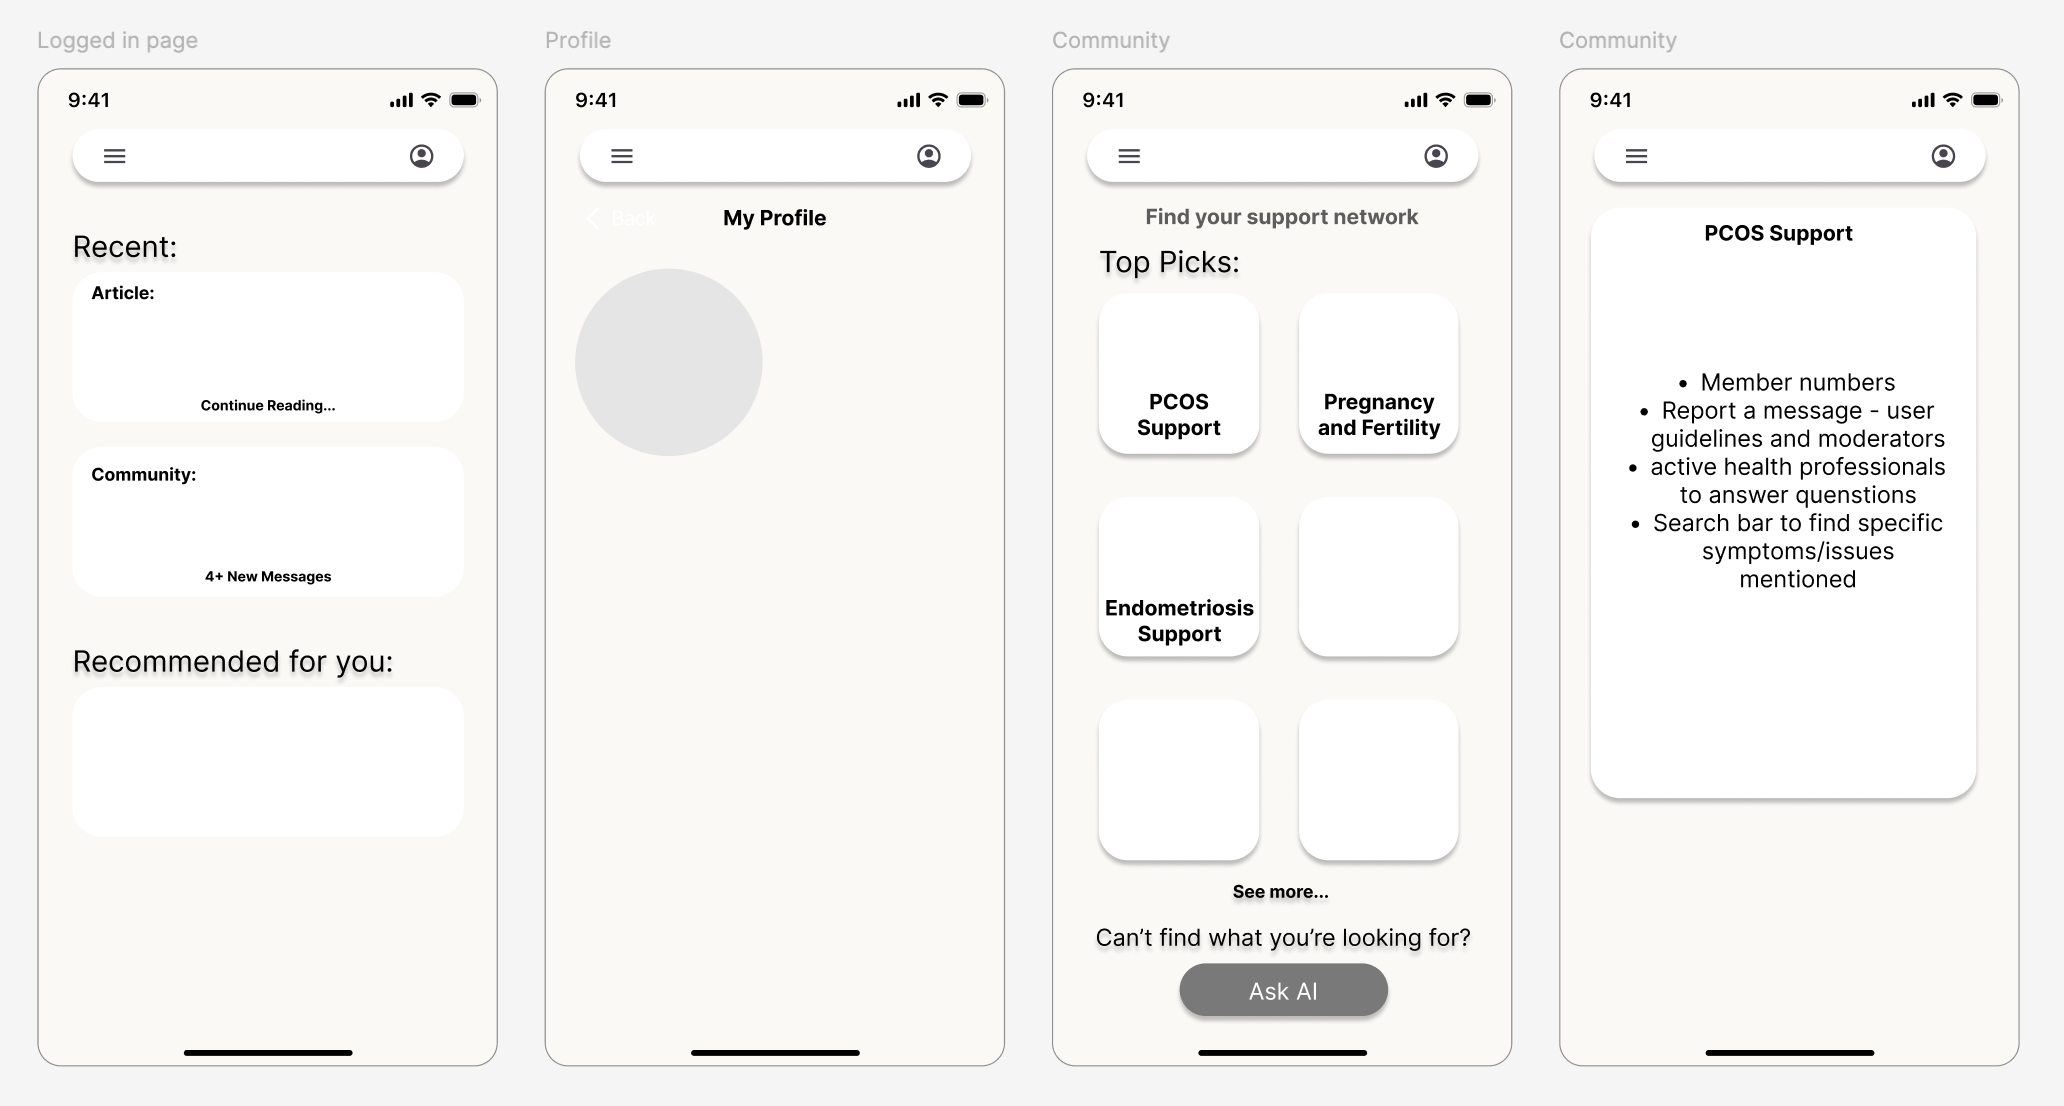 Logged in page
9:41
Recent:
Article:
Continue Reading...
Community:
4+ New Messages
Recommended for you:
Profile
9:41
Back
My Profile
Community
9:41
Find your support network
Top Picks:
PCOS
Support
Pregnancy
and Fertility
Endometriosis
Support
See more...
Can’t find what you’re looking for?
Ask AI
Community
9:41
PCOS Support
• Member numbers
• Report a message - user
guidelines and moderators
• active health professionals
to answer quenstions
• Search bar to find specific
symptoms/issues
mentioned